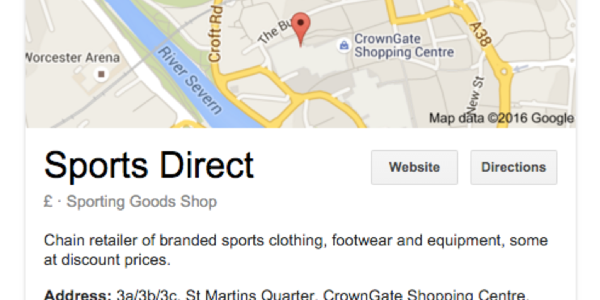 Worcester Arena
River Severn
Croft Rd
The Bu
CrownGate
Shopping Centre
A38
New St
Map data ©2016 Google
Sports Direct
Website
Directions
£ · Sporting Goods Shop
Chain retailer of branded sports clothing, footwear and equipment, some
at discount prices.
Address: 3a/3b/3c, St Martins Quarter, CrownGate Shopping Centre,